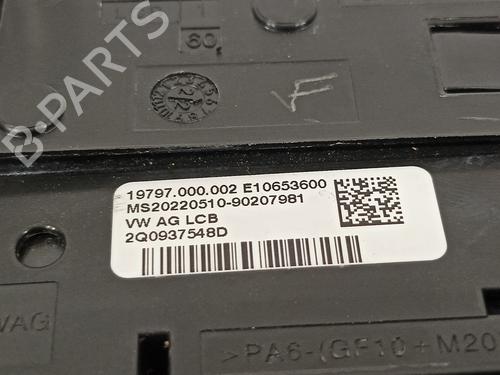 B-PARTS
60
19797.000.002 E10653600
MS20220510-90207981
VW AG LCB
2Q0937548D
VAG
>PA6-(GF10+M20